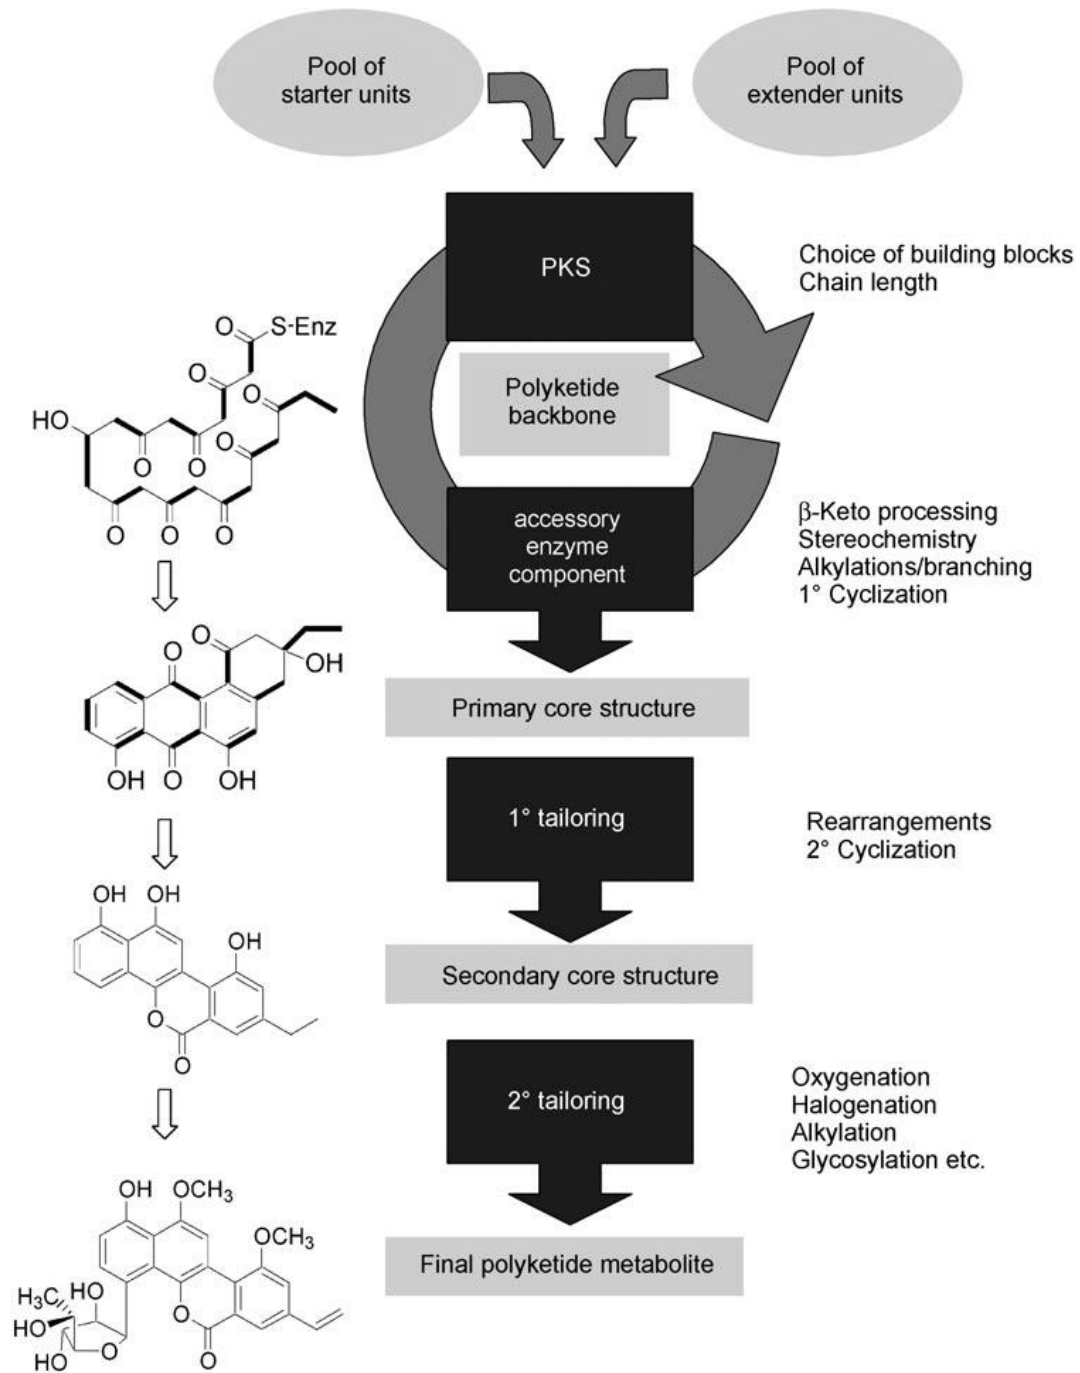 Pool of
starter units
Pool of
extender units
PKS
Choice of building blocks
Chain length
Polyketide
backbone
accessory
enzyme
component
β-Keto processing
Stereochemistry
Alkylations/branching
1° Cyclization
Primary core structure
1° tailoring
Rearrangements
2° Cyclization
Secondary core structure
2° tailoring
Oxygenation
Halogenation
Alkylation
Glycosylation etc.
Final polyketide metabolite
O
S-Enz
O
O
HO
O
O
O
O
O
O
O
O
OH
OH
O
OH
OH
OH
OH
O
O
OH
OCH₃
OCH₃
H₃C
HO
HO
HO
O
O
O